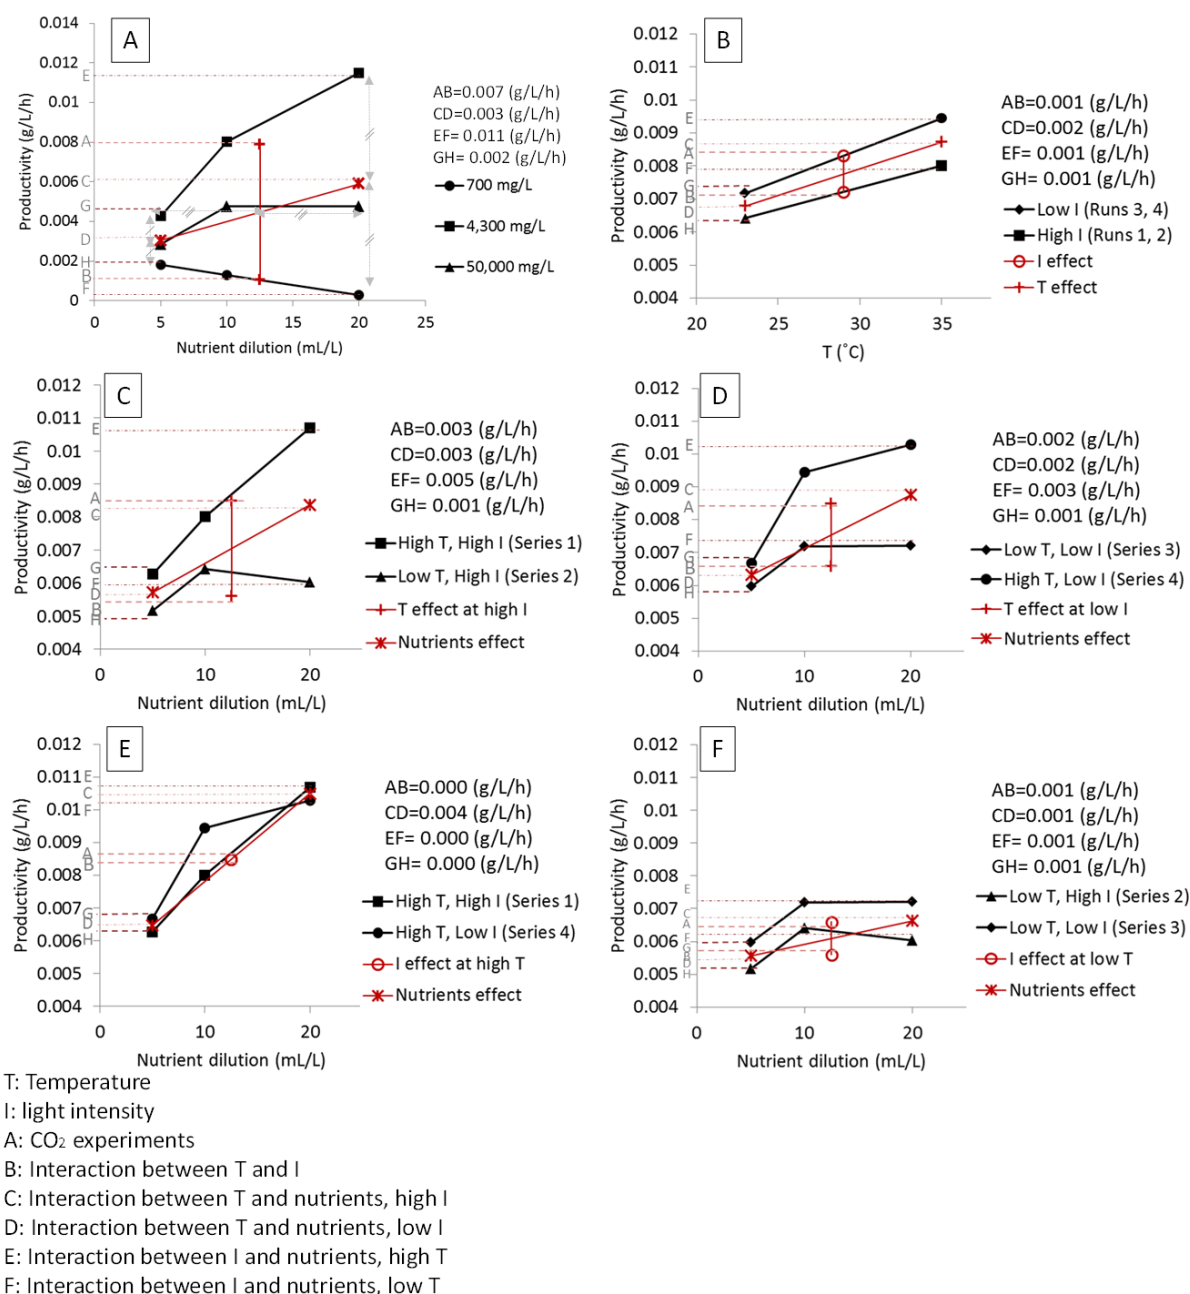 A
Productivity (g/L/h)
0.014
0.012
0.01
0.008
0.006
0.004
0.002
0
E
A
C
G
D
H
B
F
0 5 10 15 20 25
Nutrient dilution (mL/L)
AB=0.007 (g/L/h)
CD=0.003 (g/L/h)
EF= 0.011 (g/L/h)
GH= 0.002 (g/L/h)
700 mg/L
4,300 mg/L
50,000 mg/L
B
Productivity (g/L/h)
0.012
0.011
0.01
0.009
0.008
0.007
0.006
0.005
0.004
E
C
A
F
G
B
D
H
20 25 30 35
T (˚C)
AB=0.001 (g/L/h)
CD=0.002 (g/L/h)
EF= 0.001 (g/L/h)
GH= 0.001 (g/L/h)
Low I (Runs 3, 4)
High I (Runs 1, 2)
I effect
T effect
C
Productivity (g/L/h)
0.012
0.011
0.01
0.009
0.008
0.007
0.006
0.005
0.004
E
A
C
G
F
D
B
H
0 10 20
Nutrient dilution (mL/L)
AB=0.003 (g/L/h)
CD=0.003 (g/L/h)
EF= 0.005 (g/L/h)
GH= 0.001 (g/L/h)
High T, High I (Series 1)
Low T, High I (Series 2)
T effect at high I
Nutrients effect
D
Productivity (g/L/h)
0.012
0.011
0.01
0.009
0.008
0.007
0.006
0.005
0.004
E
C
A
F
G
B
D
H
0 10 20
Nutrient dilution (mL/L)
AB=0.002 (g/L/h)
CD=0.002 (g/L/h)
EF= 0.003 (g/L/h)
GH= 0.001 (g/L/h)
Low T, Low I (Series 3)
High T, Low I (Series 4)
T effect at low I
Nutrients effect
E
Productivity (g/L/h)
0.012
0.011
0.01
0.009
0.008
0.007
0.006
0.005
0.004
E
C
F
A
B
G
D
H
0 10 20
Nutrient dilution (mL/L)
AB=0.000 (g/L/h)
CD=0.004 (g/L/h)
EF= 0.000 (g/L/h)
GH= 0.000 (g/L/h)
High T, High I (Series 1)
High T, Low I (Series 4)
I effect at high T
Nutrients effect
F
Productivity (g/L/h)
0.012
0.011
0.01
0.009
0.008
0.007
0.006
0.005
0.004
E
C
A
F
G
B
D
H
0 10 20
Nutrient dilution (mL/L)
AB=0.001 (g/L/h)
CD=0.001 (g/L/h)
EF= 0.001 (g/L/h)
GH= 0.001 (g/L/h)
Low T, High I (Series 2)
Low T, Low I (Series 3)
I effect at low T
Nutrients effect
T: Temperature
I: light intensity
A: CO₂ experiments
B: Interaction between T and I
C: Interaction between T and nutrients, high I
D: Interaction between T and nutrients, low I
E: Interaction between I and nutrients, high T
F: Interaction between I and nutrients, low T